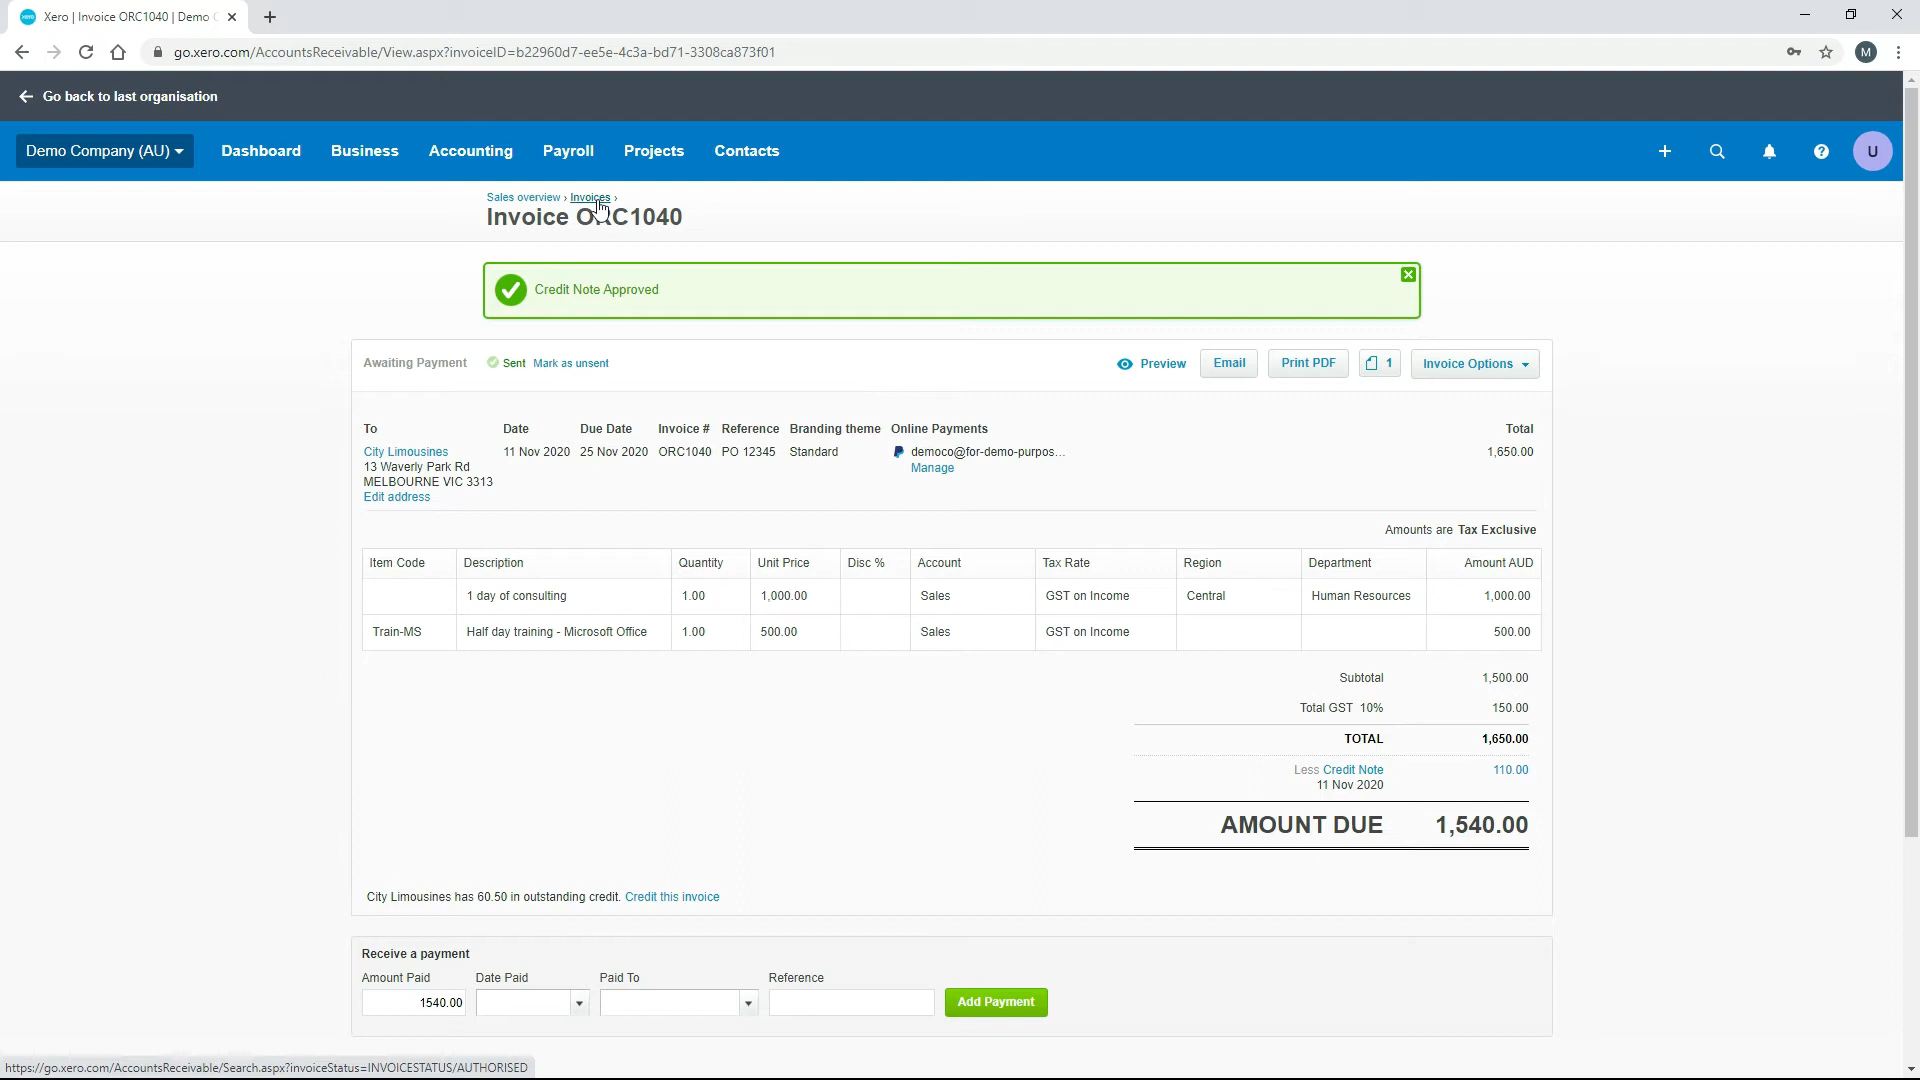 xero Xero | Invoice ORC1040 | Demo C
go.xero.com/AccountsReceivable/View.aspx?invoiceID=b22960d7-ee5e-4c3a-bd71-3308ca873f01
M
Go back to last organisation
Demo Company (AU) Dashboard Business Accounting Payroll Projects Contacts
U
Sales overview › Invoices ›
Invoice ORC1040
Credit Note Approved
Awaiting Payment Sent Mark as unsent Preview Email Print PDF 1 Invoice Options
To Date Due Date Invoice # Reference Branding theme Online Payments Total
City Limousines 11 Nov 2020 25 Nov 2020 ORC1040 PO 12345 Standard democo@for-demo-purpos... 1,650.00
13 Waverly Park Rd Manage
MELBOURNE VIC 3313
Edit address
Amounts are Tax Exclusive
Item Code Description Quantity Unit Price Disc % Account Tax Rate Region Department Amount AUD
1 day of consulting 1.00 1,000.00 Sales GST on Income Central Human Resources 1,000.00
Train-MS Half day training - Microsoft Office 1.00 500.00 Sales GST on Income 500.00
Subtotal 1,500.00
Total GST 10% 150.00
TOTAL 1,650.00
Less Credit Note 110.00
11 Nov 2020
AMOUNT DUE 1,540.00
City Limousines has 60.50 in outstanding credit. Credit this invoice
Receive a payment
Amount Paid Date Paid Paid To Reference
1540.00 Add Payment
https://go.xero.com/AccountsReceivable/Search.aspx?invoiceStatus=INVOICESTATUS/AUTHORISED